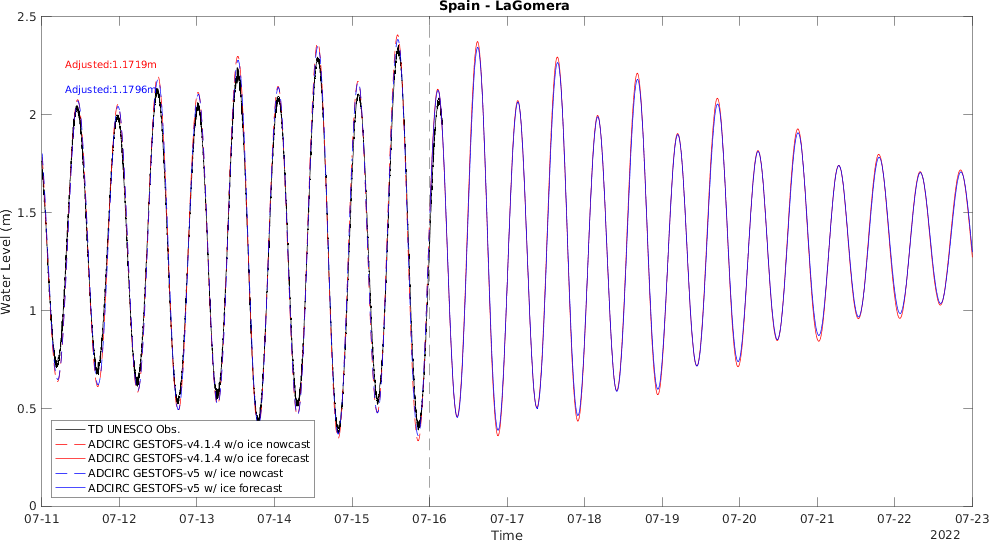 Spain - LaGomera
2.5
2
1.5
1
0.5
0
Water Level (m)
Adjusted:1.1719m
Adjusted:1.1796m
TD UNESCO Obs.
ADCIRC GESTOFS-v4.1.4 w/o ice nowcast
ADCIRC GESTOFS-v4.1.4 w/o ice forecast
ADCIRC GESTOFS-v5 w/ ice nowcast
ADCIRC GESTOFS-v5 w/ ice forecast
07-11 07-12 07-13 07-14 07-15 07-16 07-17 07-18 07-19 07-20 07-21 07-22 07-23
Time
2022